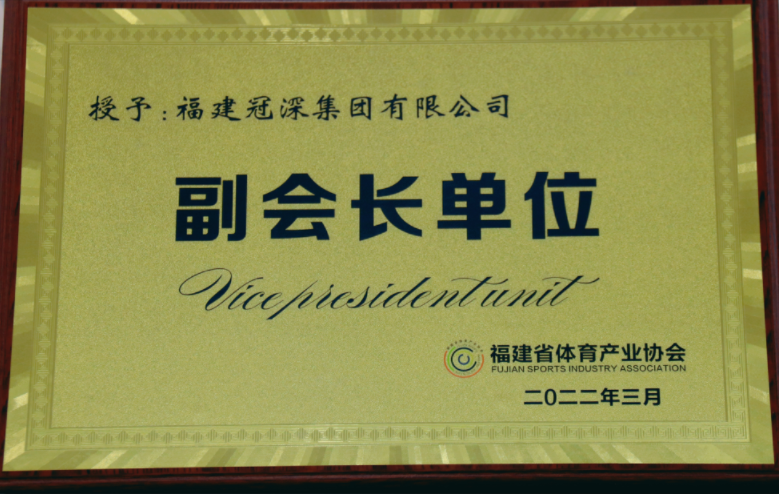 授予:福建冠深集团有限公司
副会长单位
Vice president unit
福建省体育产业协会
FUJIAN SPORTS INDUSTRY ASSOCIATION
二〇二二年三月